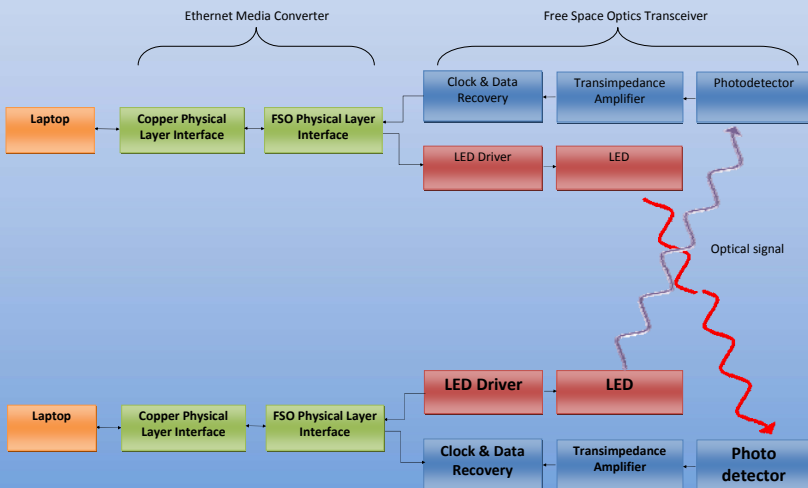 Ethernet Media Converter
Free Space Optics Transceiver
Clock & Data
Recovery
Transimpedance
Amplifier
Photodetector
Laptop
Copper Physical
Layer Interface
FSO Physical Layer
Interface
LED Driver
LED
Optical signal
LED Driver
LED
Laptop
Copper Physical
Layer Interface
FSO Physical Layer
Interface
Clock & Data
Recovery
Transimpedance
Amplifier
Photo
detector